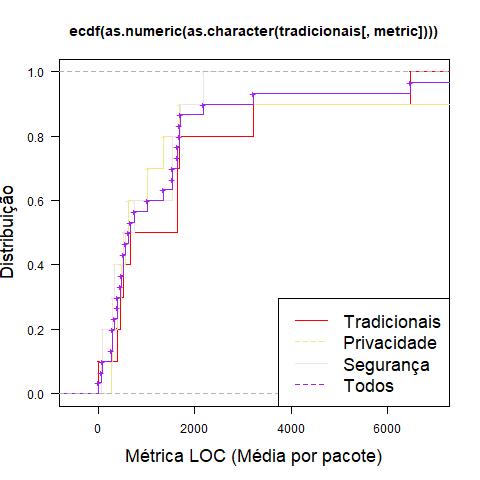 ecdf(as.numeric(as.character(tradicionais[, metric])))
1.0
0.8
0.6
0.4
0.2
0.0
Distribuição
0
2000
4000
6000
Métrica LOC (Média por pacote)
Tradicionais
Privacidade
Segurança
Todos